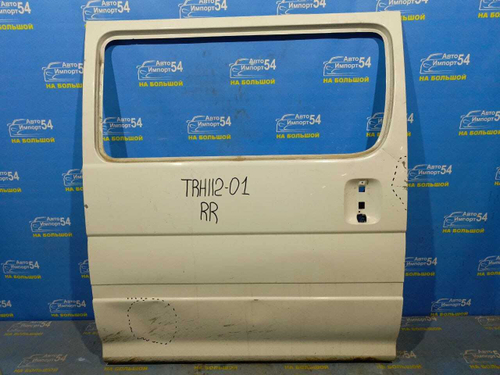 TRH112-01
RR
Авто
Импорт54
НА БОЛЬШОЙ